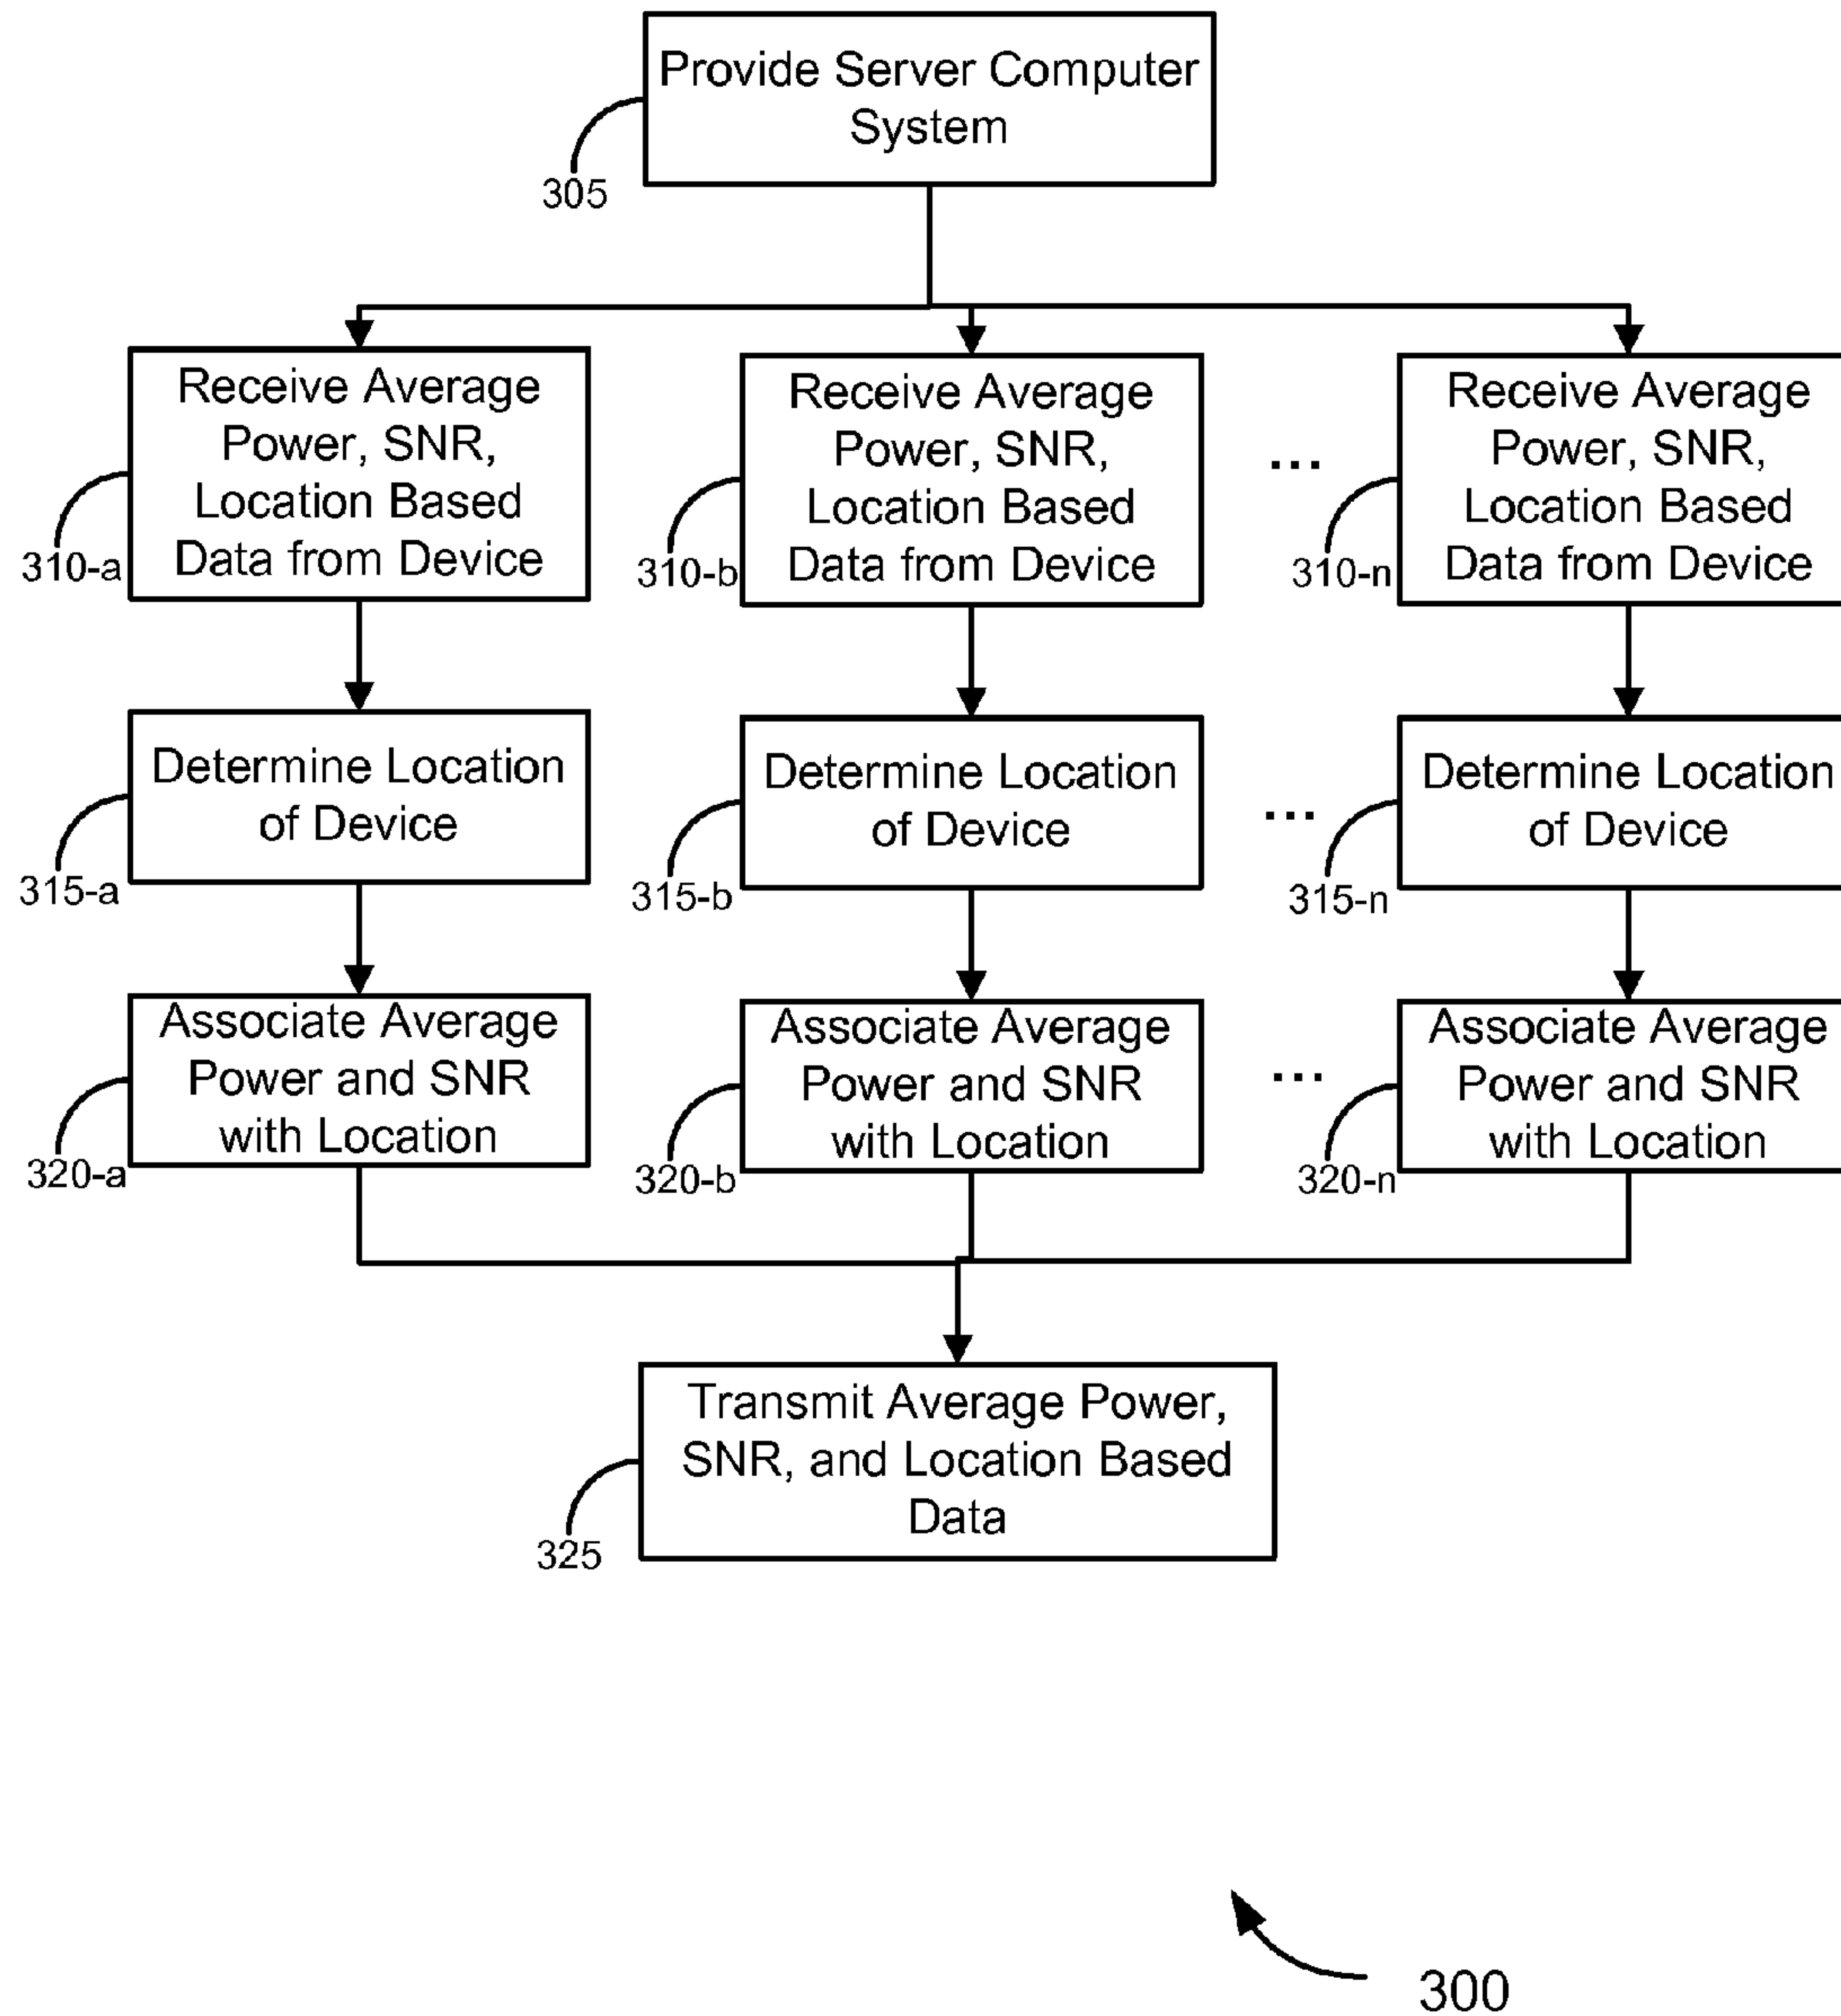 Provide Server Computer
System
305
Receive Average
Power, SNR,
Location Based
Data from Device
310-a
Receive Average
Power, SNR,
Location Based
Data from Device
310-b
...
Receive Average
Power, SNR,
Location Based
Data from Device
310-n
Determine Location
of Device
315-a
Determine Location
of Device
315-b
...
Determine Location
of Device
315-n
Associate Average
Power and SNR
with Location
320-a
Associate Average
Power and SNR
with Location
320-b
...
Associate Average
Power and SNR
with Location
320-n
Transmit Average Power,
SNR, and Location Based
Data
325
300